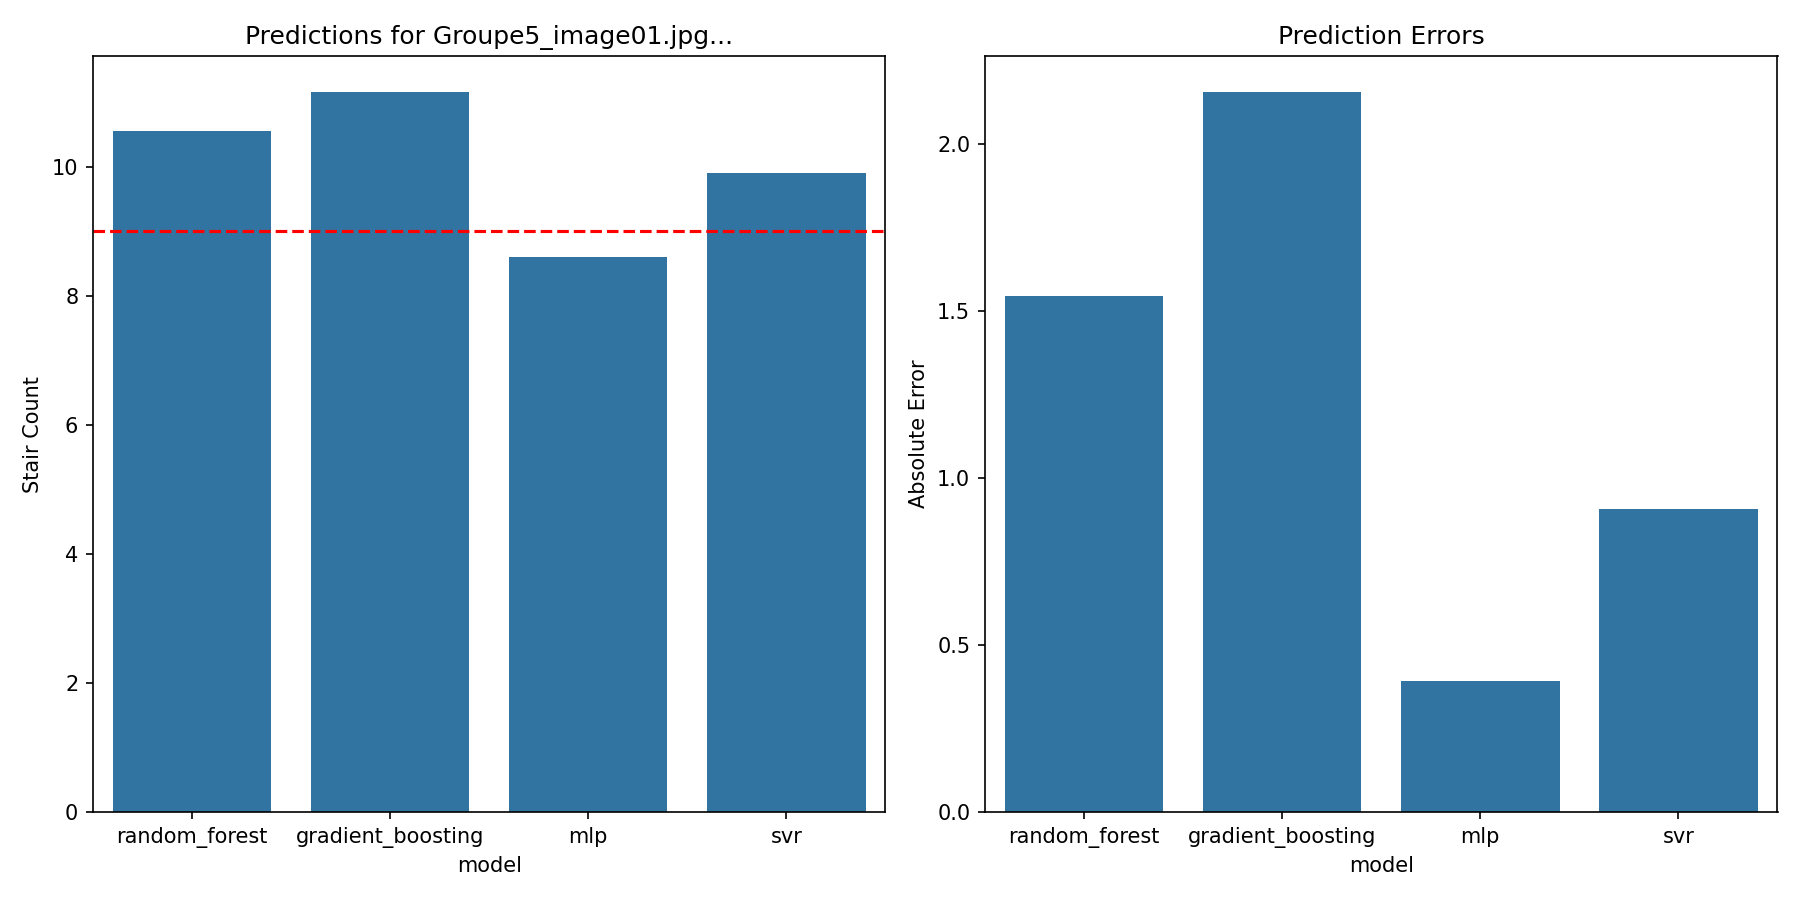 Predictions for Groupe5_image01.jpg...
Stair Count
10
8
6
4
2
0
random_forest gradient_boosting mlp svr
model
Prediction Errors
Absolute Error
2.0
1.5
1.0
0.5
0.0
random_forest gradient_boosting mlp svr
model